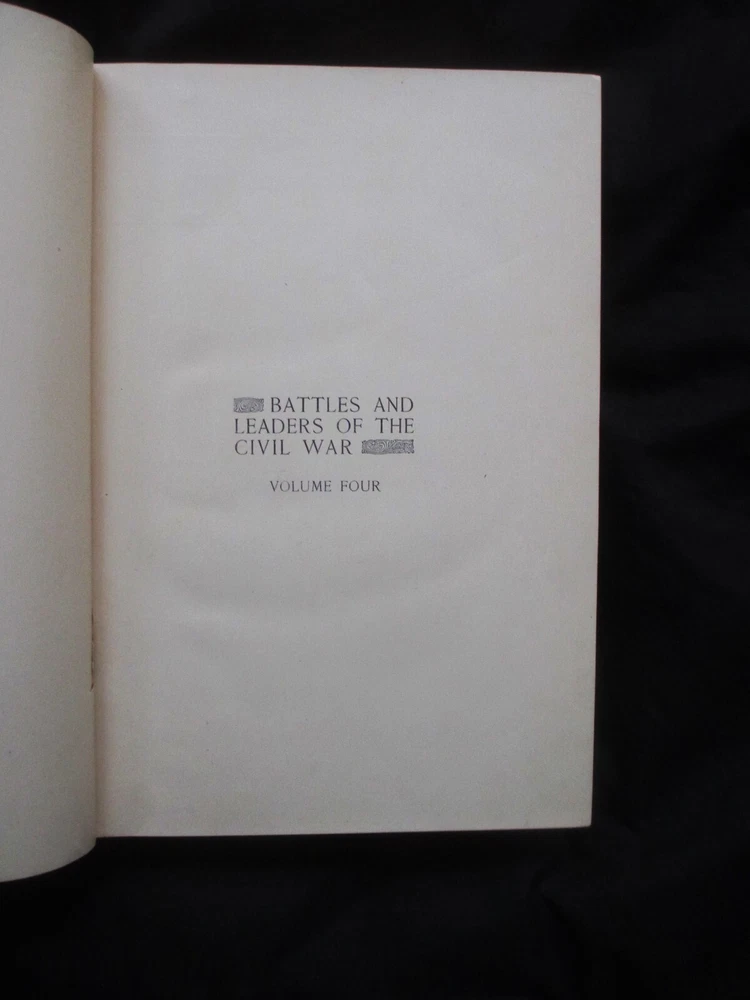 BATTLES AND
LEADERS OF THE
CIVIL WAR
VOLUME FOUR